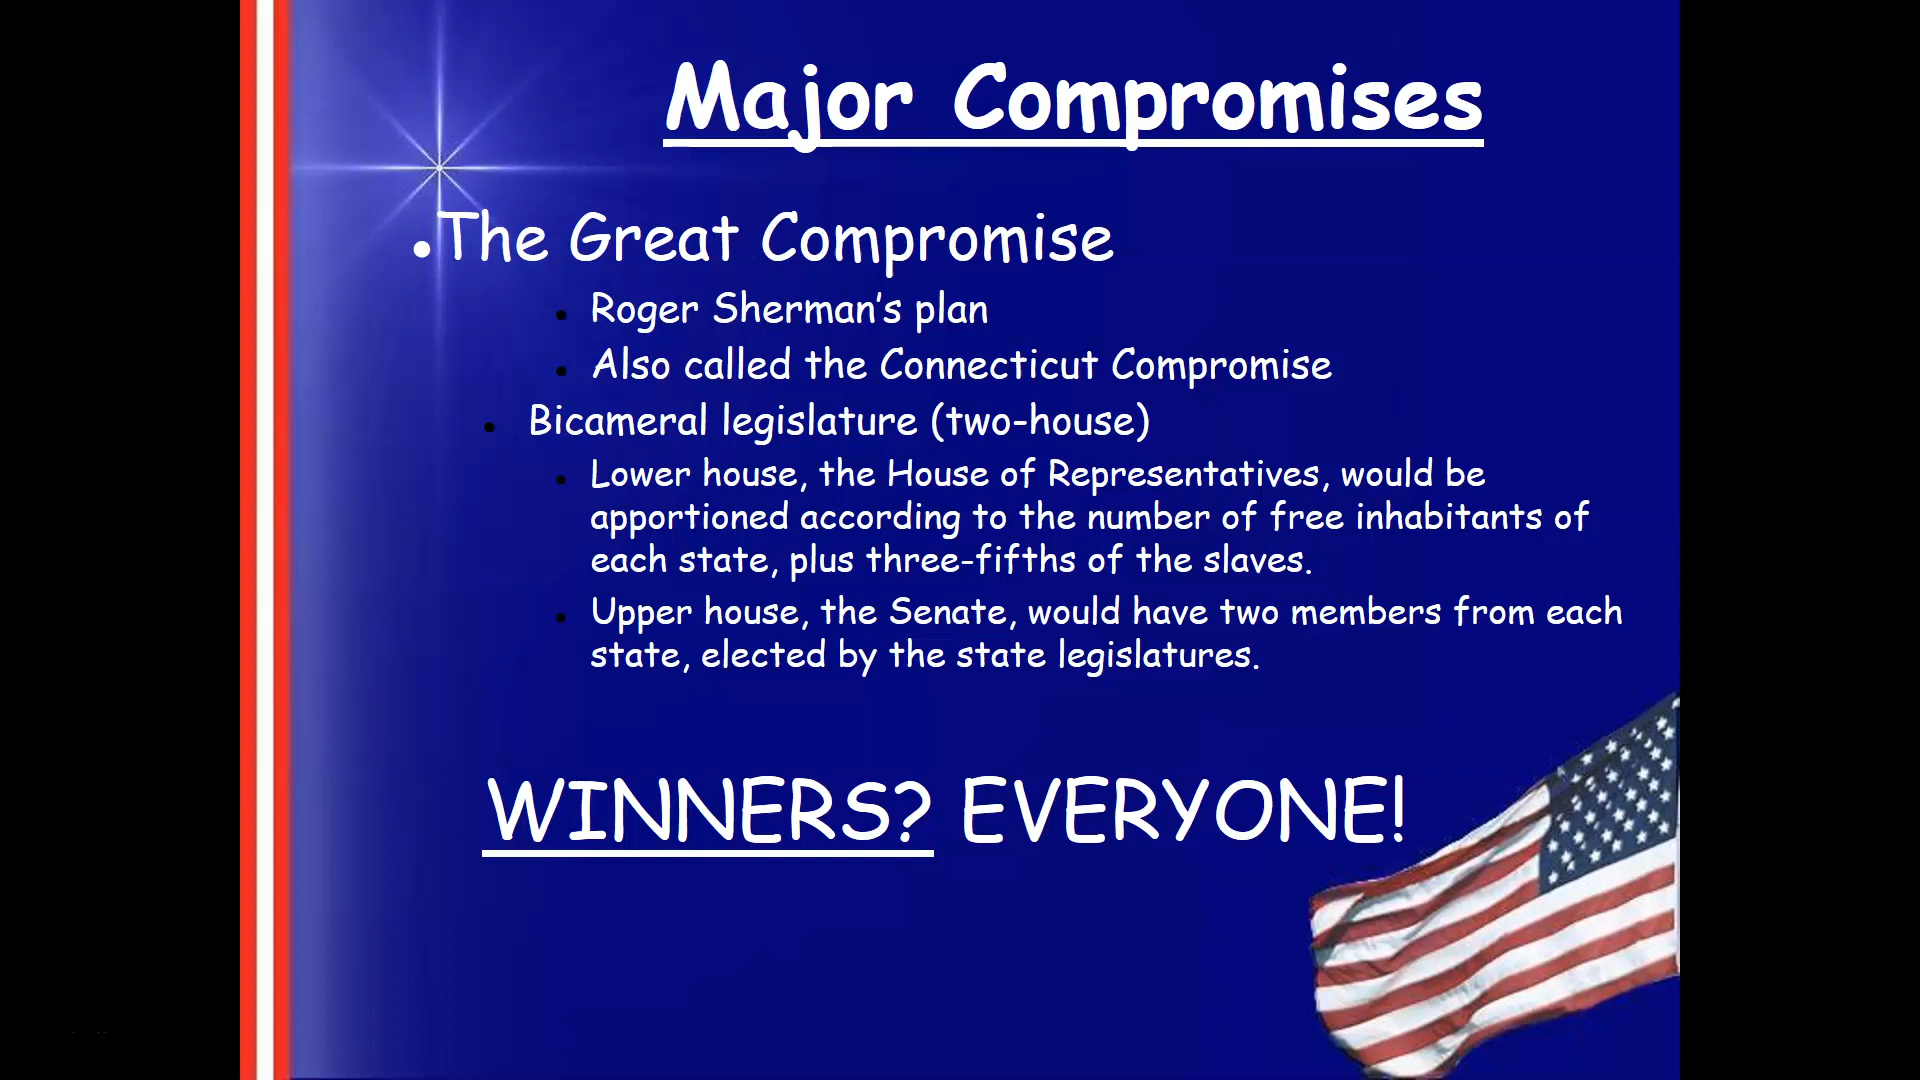 Major Compromises
•The Great Compromise
• Roger Sherman’s plan
• Also called the Connecticut Compromise
• Bicameral legislature (two-house)
• Lower house, the House of Representatives, would be
apportioned according to the number of free inhabitants of
each state, plus three-fifths of the slaves.
• Upper house, the Senate, would have two members from each
state, elected by the state legislatures.
WINNERS? EVERYONE!